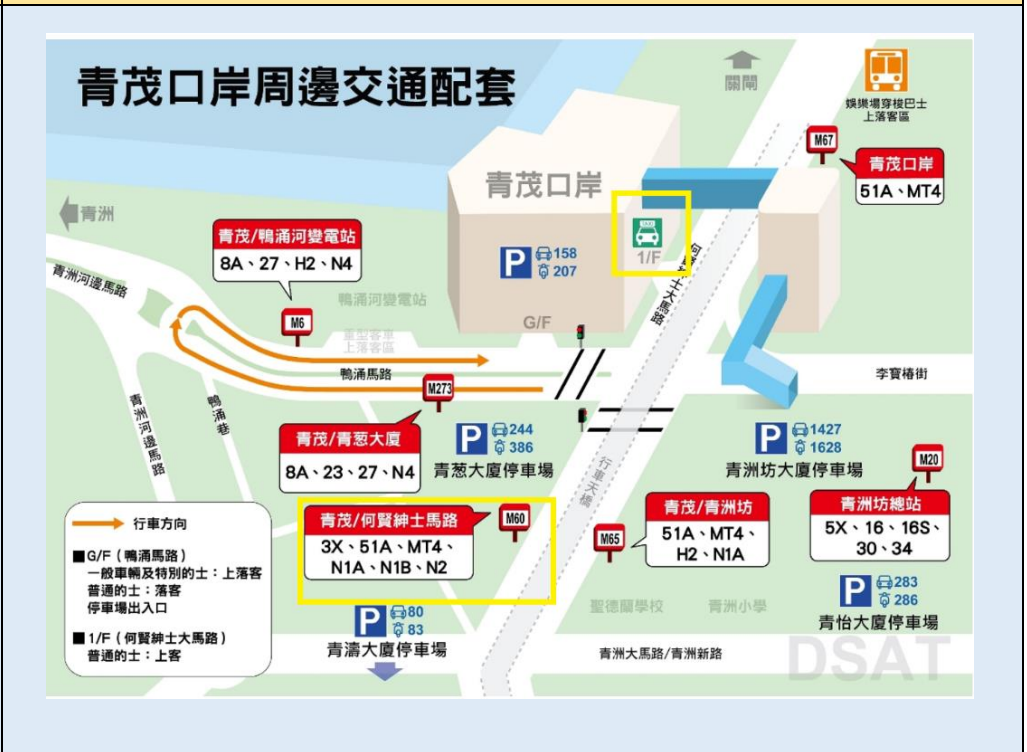 青茂口岸周邊交通配套
關閘
娛樂場穿梭巴士
上落客區
M67
青茂口岸
51A、MT4
青茂口岸
TAXI
1/F
P 158
207
G/F
青洲
青洲河邊馬路
青茂/鴨涌河變電站
8A、27、H2、N4
M6
鴨涌河變電站
重型客車
上落客區
鴨涌馬路
何賢紳士大馬路
李寶椿街
M273
青茂/青葱大廈
8A、23、27、N4
P 244
386
青葱大廈停車場
鴨涌巷
青洲河邊馬路
行車天橋
P 1427
1628
青洲坊大廈停車場
M20
青洲坊總站
5X、16、16S、
30、34
青茂/何賢紳士馬路
3X、51A、MT4、
N1A、N1B、N2
M60
M65
青茂/青洲坊
51A、MT4、
H2、N1A
行車方向
■G/F（鴨涌馬路）
一般車輛及特別的士：上落客
普通的士：落客
停車場出入口
■1/F（何賢紳士大馬路）
普通的士：上客
P 80
83
青濤大廈停車場
聖德蘭學校
青洲小學
P 283
286
青怡大廈停車場
青洲大馬路/青洲新路
DSAT